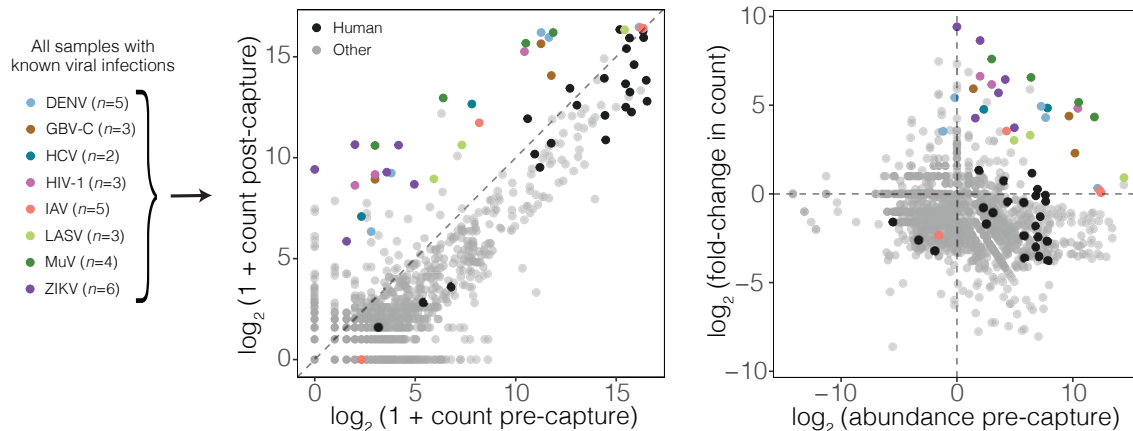 All samples with
known viral infections
DENV (n=5)
GBV-C (n=3)
HCV (n=2)
HIV-1 (n=3)
IAV (n=5)
LASV (n=3)
MuV (n=4)
ZIKV (n=6)
log₂ (1 + count post-capture)
15
10
5
0
Human
Other
0 5 10 15
log₂ (1 + count pre-capture)
log₂ (fold-change in count)
10
5
0
−5
−10
−10 0 10
log₂ (abundance pre-capture)